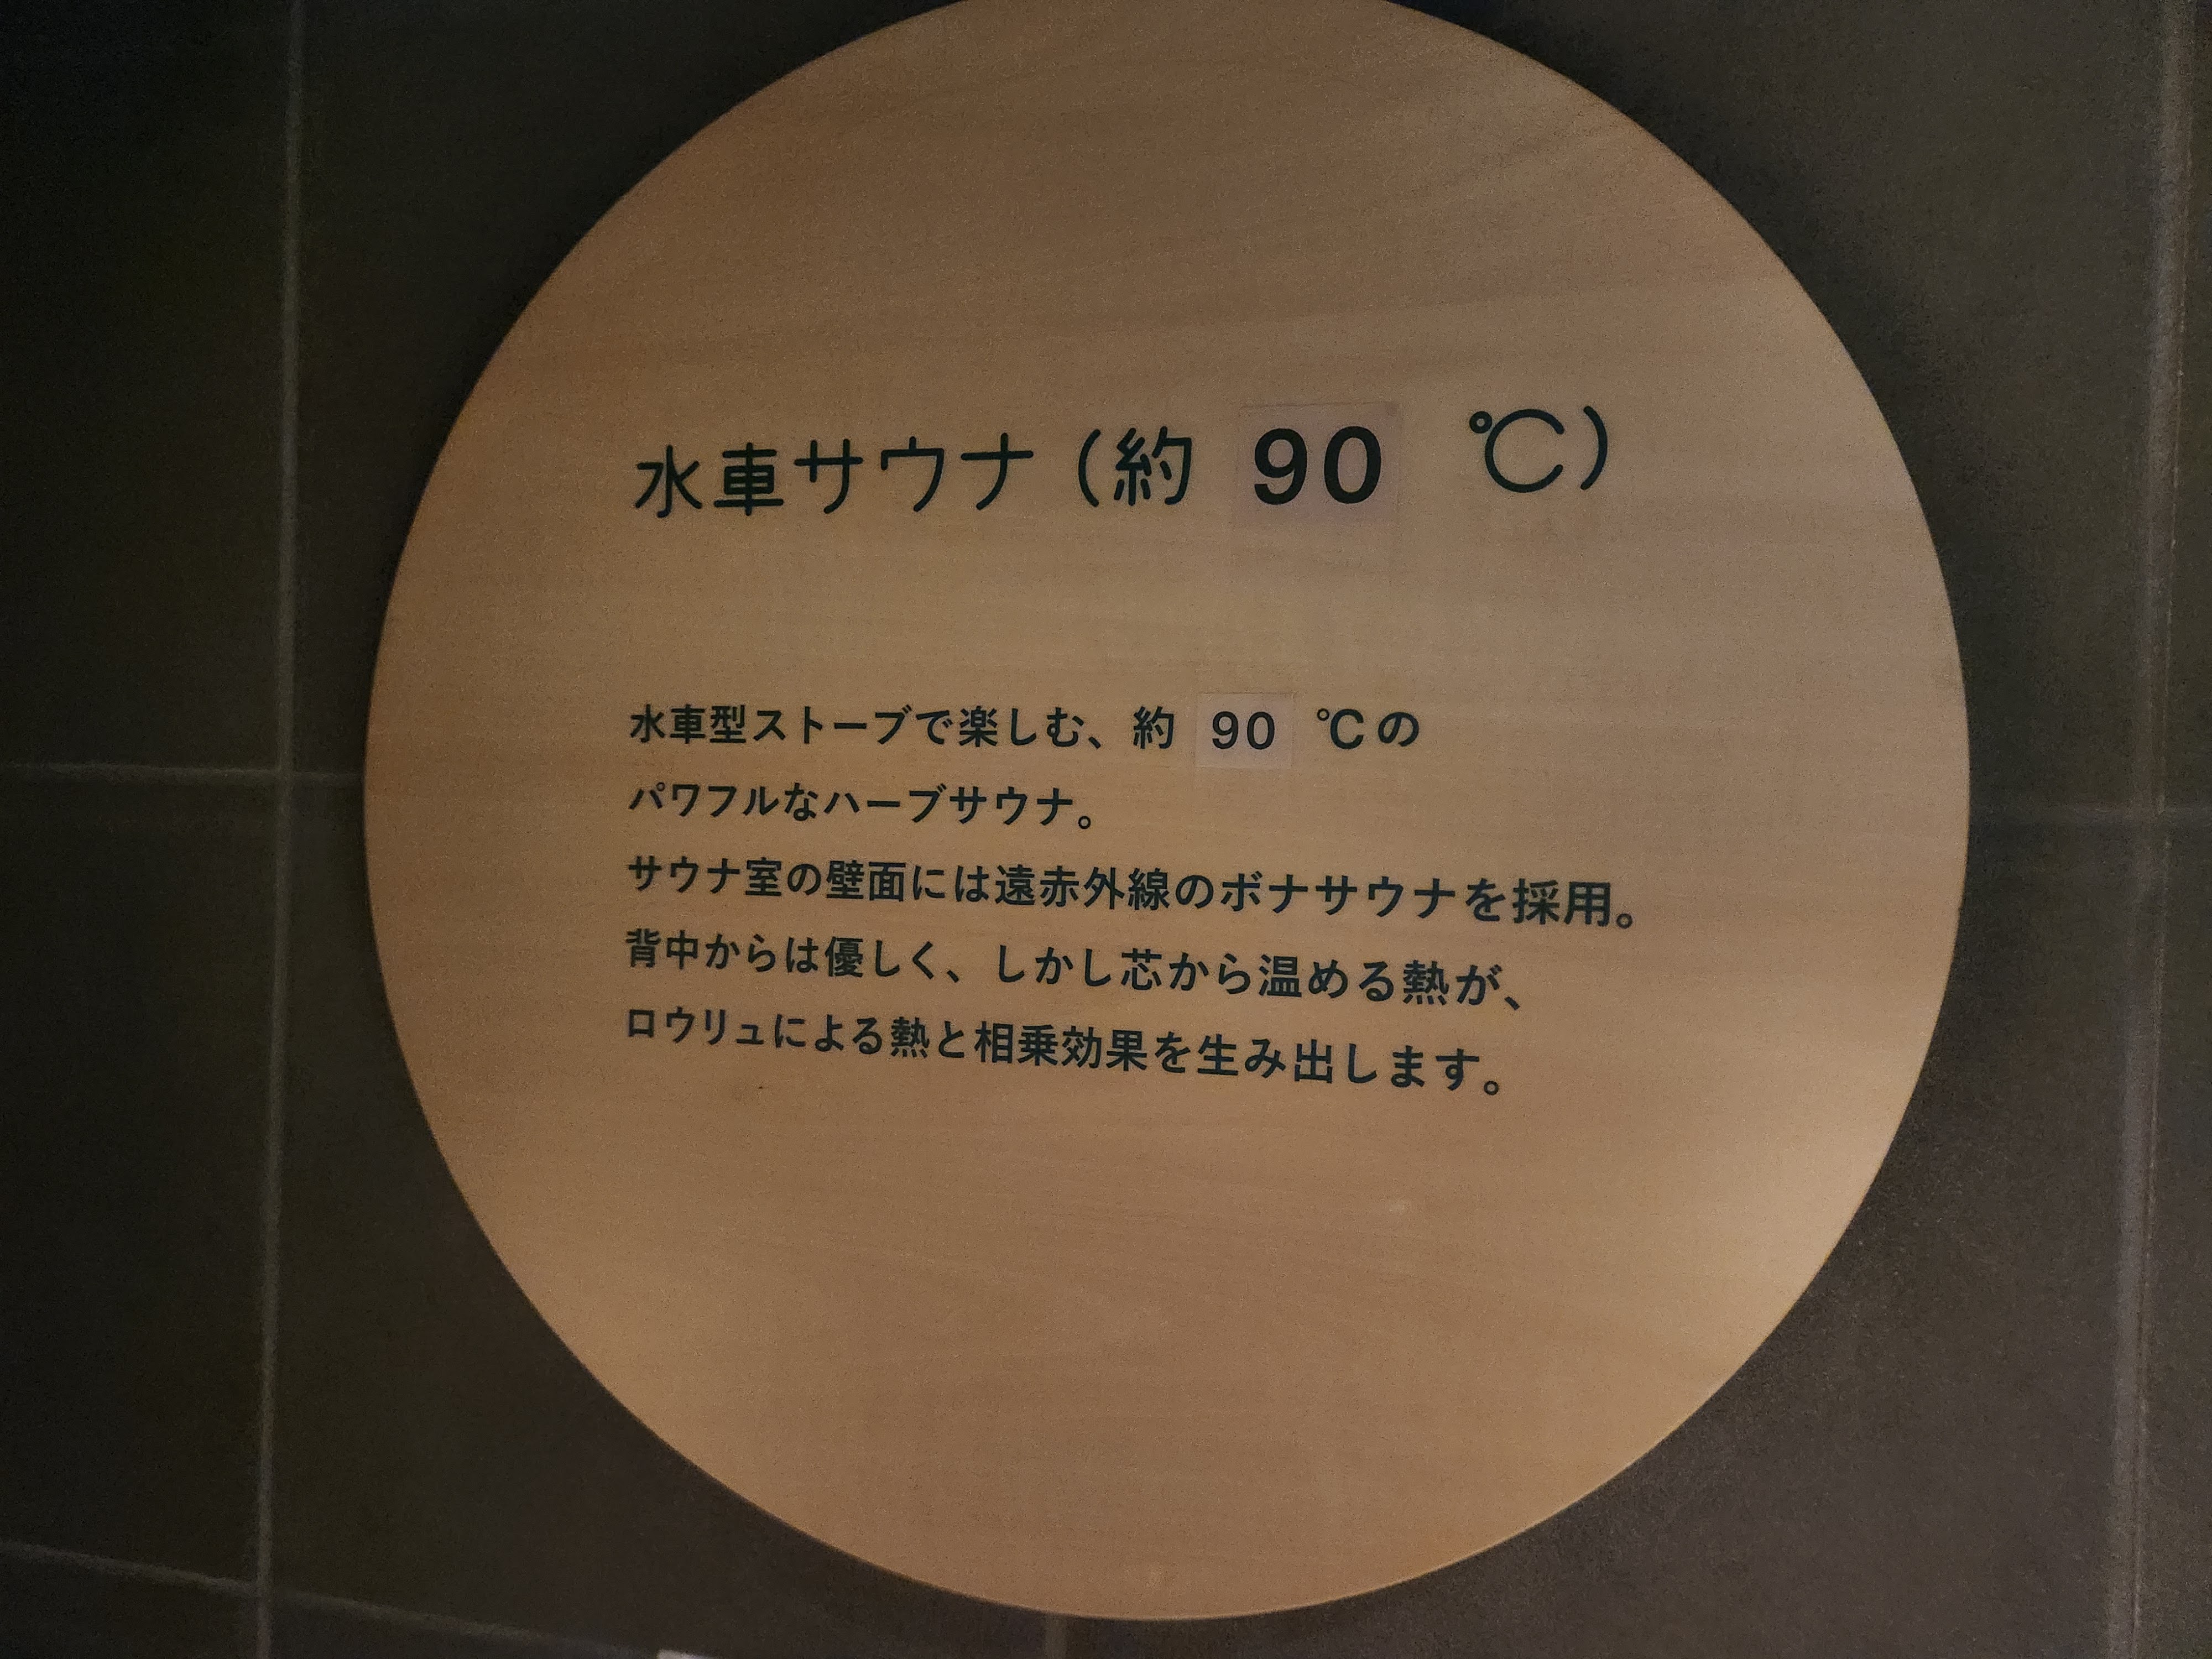 水車サウナ（約 90 ℃）
水車型ストーブで楽しむ、約 90 ℃の
パワフルなハーブサウナ。
サウナ室の壁面には遠赤外線のボナサウナを採用。
背中からは優しく、しかし芯から温める熱が、
ロウリュによる熱と相乗効果を生み出します。